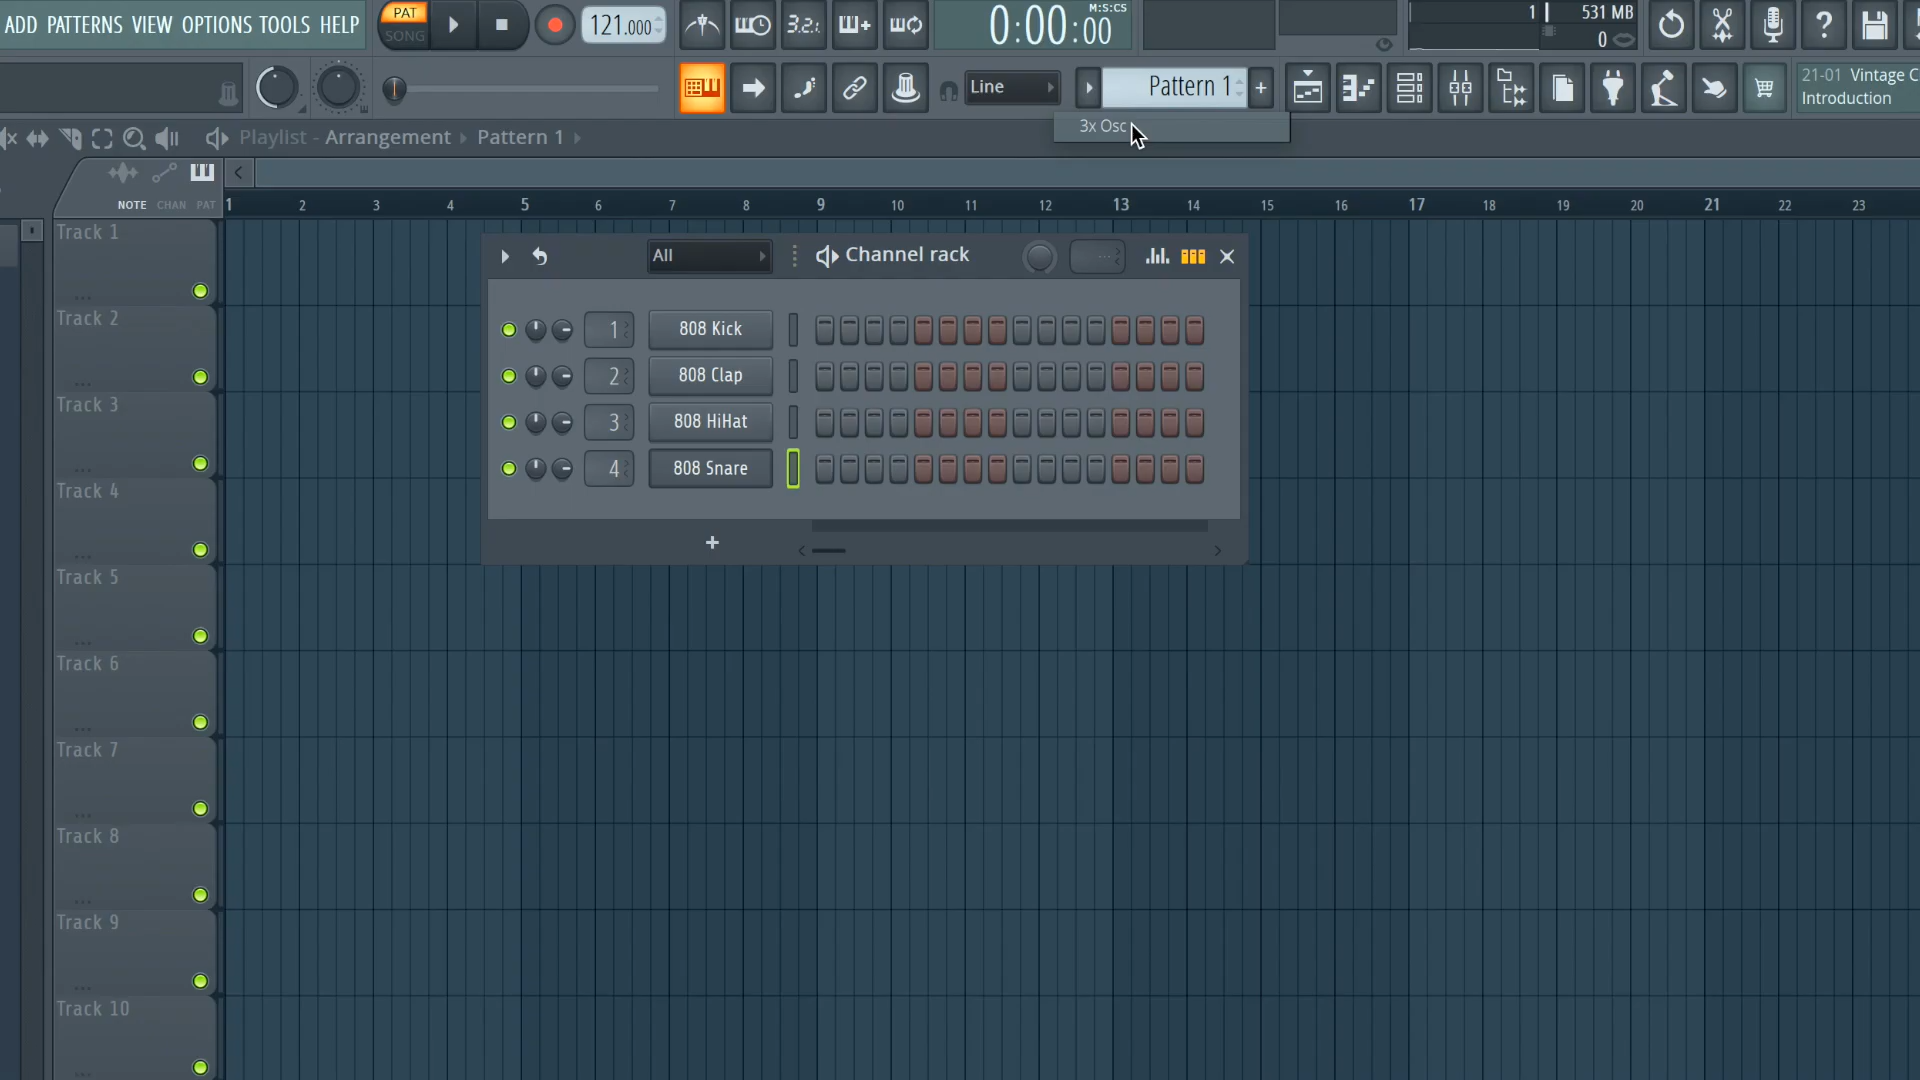 ADD PATTERNS VIEW OPTIONS TOOLS HELP
PAT
SONG
121.000
3.2.
0:00:00
M:S:CS
1
531 MB
0
Line
Pattern 1
+
21-01 Vintage C
Introduction
3x Osc
Playlist - Arrangement Pattern 1
NOTE CHAN PAT
1 2 3 4 5 6 7 8 9 10 11 12 13 14 15 16 17 18 19 20 21 22 23
Track 1
Track 2
Track 3
Track 4
Track 5
Track 6
Track 7
Track 8
Track 9
Track 10
All
Channel rack
1 808 Kick
2 808 Clap
3 808 HiHat
4 808 Snare
+